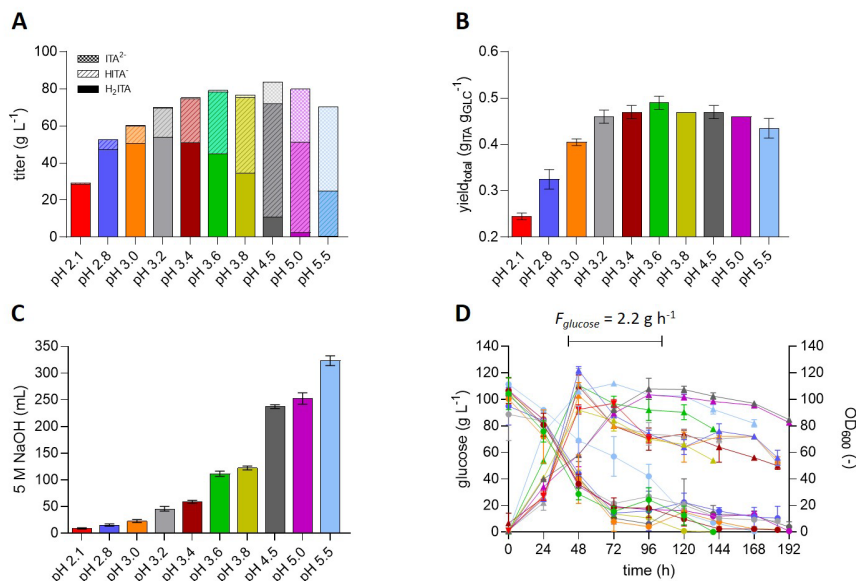 A
ITA²⁻
HITA⁻
H₂ITA
titer (g L⁻¹)
100
80
60
40
20
0
pH 2.1
pH 2.8
pH 3.0
pH 3.2
pH 3.4
pH 3.6
pH 3.8
pH 4.5
pH 5.0
pH 5.5
B
yield_total (g_ITA g_GLC⁻¹)
0.6
0.5
0.4
0.3
0.2
pH 2.1
pH 2.8
pH 3.0
pH 3.2
pH 3.4
pH 3.6
pH 3.8
pH 4.5
pH 5.0
pH 5.5
C
5 M NaOH (mL)
350
300
250
200
150
100
50
0
pH 2.1
pH 2.8
pH 3.0
pH 3.2
pH 3.4
pH 3.6
pH 3.8
pH 4.5
pH 5.0
pH 5.5
D
F_glucose = 2.2 g h⁻¹
glucose (g L⁻¹)
140
120
100
80
60
40
20
0
140
120
100
80
60
40
20
0
OD₆₀₀ (-)
0 24 48 72 96 120 144 168 192
time (h)